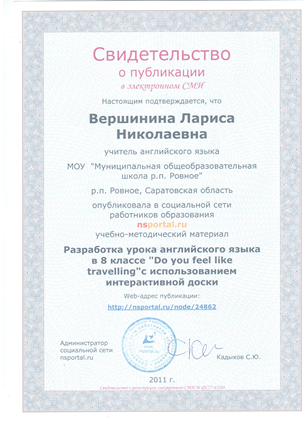 Свидетельство
о публикации
в электронном СМИ
Настоящим подтверждается, что
Вершинина Лариса
Николаевна
учитель английского языка
МОУ "Муниципальная общеобразовательная
школа р.п. Ровное"
р.п. Ровное, Саратовская область
опубликовала в социальной сети
работников образования
nsportal.ru
учебно-методический материал
Разработка урока английского языка
в 8 классе "Do you feel like
travelling"с использованием
интерактивной доски
Web-адрес публикации:
http://nsportal.ru/node/24862
Администратор
социальной сети
nsportal.ru
Кадыков С.Ю.
2011 г.